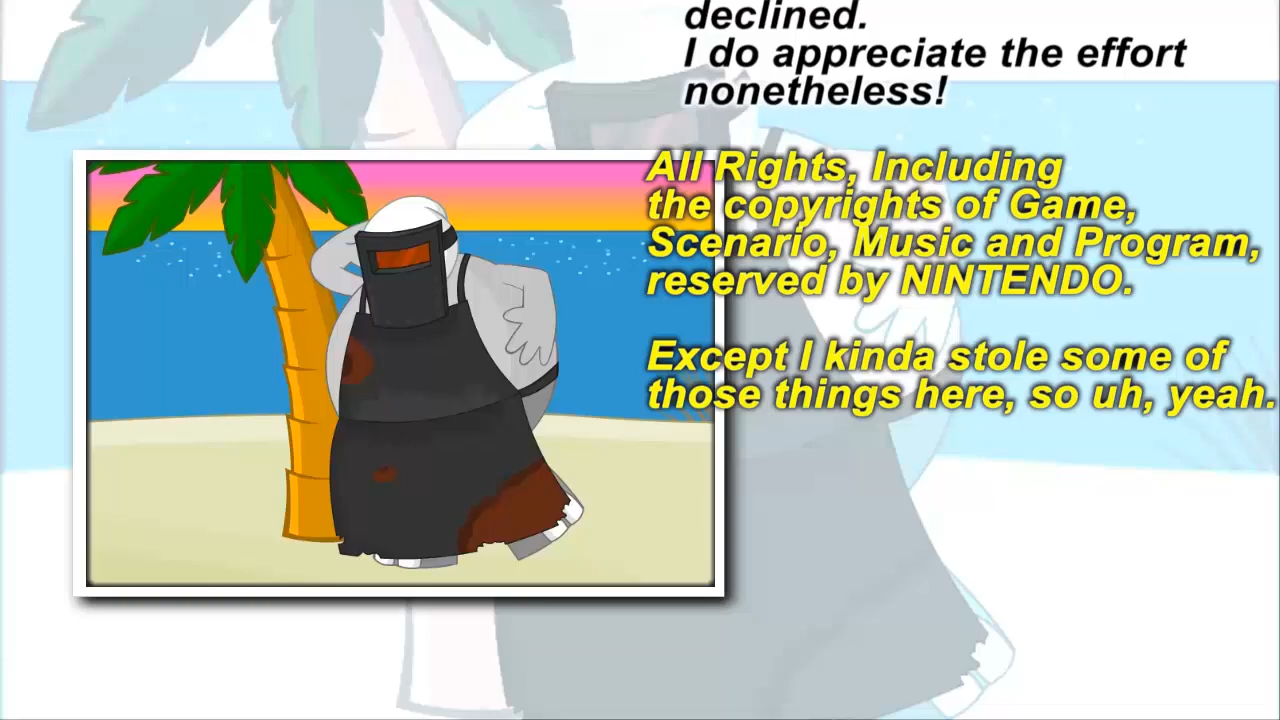 declined.
I do appreciate the effort
nonetheless!
All Rights, Including
the copyrights of Game,
Scenario, Music and Program,
reserved by NINTENDO.
Except I kinda stole some of
those things here, so uh, yeah.